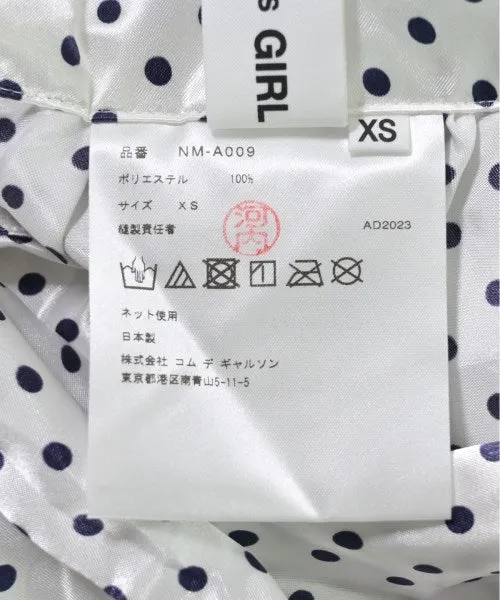 s GIRL
XS
品番 NM-A009
ポリエステル 100%
サイズ XS
縫製責任者 河内 AD2023
ネット使用
日本製
株式会社 コム デ ギャルソン
東京都港区南青山5-11-5